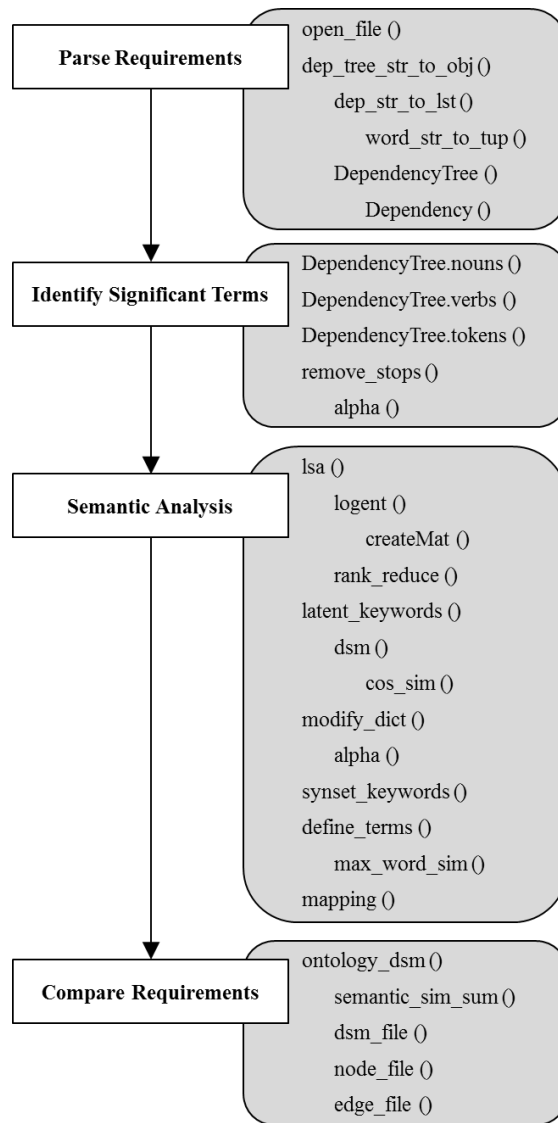 Parse Requirements
open_file ()
dep_tree_str_to_obj ()
dep_str_to_lst ()
word_str_to_tup ()
DependencyTree ()
Dependency ()
Identify Significant Terms
DependencyTree.nouns ()
DependencyTree.verbs ()
DependencyTree.tokens ()
remove_stops ()
alpha ()
Semantic Analysis
lsa ()
logent ()
createMat ()
rank_reduce ()
latent_keywords ()
dsm ()
cos_sim ()
modify_dict ()
alpha ()
synset_keywords ()
define_terms ()
max_word_sim ()
mapping ()
Compare Requirements
ontology_dsm ()
semantic_sim_sum ()
dsm_file ()
node_file ()
edge_file ()